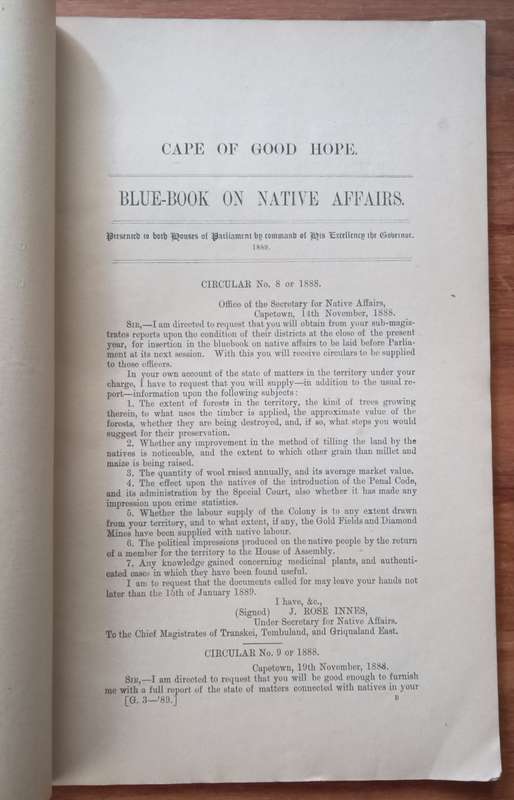 CAPE OF GOOD HOPE.
BLUE-BOOK ON NATIVE AFFAIRS.
Presented to both Houses of Parliament by command of His Excellency the Governor.
1889.
CIRCULAR No. 8 OF 1888.
Office of the Secretary for Native Affairs,
Capetown, 14th November, 1888.
SIR,—I am directed to request that you will obtain from your sub-magis-
trates reports upon the condition of their districts at the close of the present
year, for insertion in the bluebook on native affairs to be laid before Parlia-
ment at its next session. With this you will receive circulars to be supplied
to those officers.
In your own account of the state of matters in the territory under your
charge, I have to request that you will supply—in addition to the usual re-
port—information upon the following subjects:
1. The extent of forests in the territory, the kind of trees growing
therein, to what uses the timber is applied, the approximate value of the
forests, whether they are being destroyed, and, if so, what steps you would
suggest for their preservation.
2. Whether any improvement in the method of tilling the land by the
natives is noticeable, and the extent to which other grain than millet and
maize is being raised.
3. The quantity of wool raised annually, and its average market value.
4. The effect upon the natives of the introduction of the Penal Code,
and its administration by the Special Court, also whether it has made any
impression upon crime statistics.
5. Whether the labour supply of the Colony is to any extent drawn
from your territory, and to what extent, if any, the Gold Fields and Diamond
Mines have been supplied with native labour.
6. The political impressions produced on the native people by the return
of a member for the territory to the House of Assembly.
7. Any knowledge gained concerning medicinal plants, and authenti-
cated cases in which they have been found useful.
I am to request that the documents called for may leave your hands not
later than the 15th of January 1889.
I have, &c.,
(Signed) J. ROSE INNES,
Under Secretary for Native Affairs.
To the Chief Magistrates of Transkei, Tembuland, and Griqualand East.
CIRCULAR No. 9 OF 1888.
Capetown, 19th November, 1888.
SIR,—I am directed to request that you will be good enough to furnish
me with a full report of the state of matters connected with natives in your
[G. 3—'89.] B